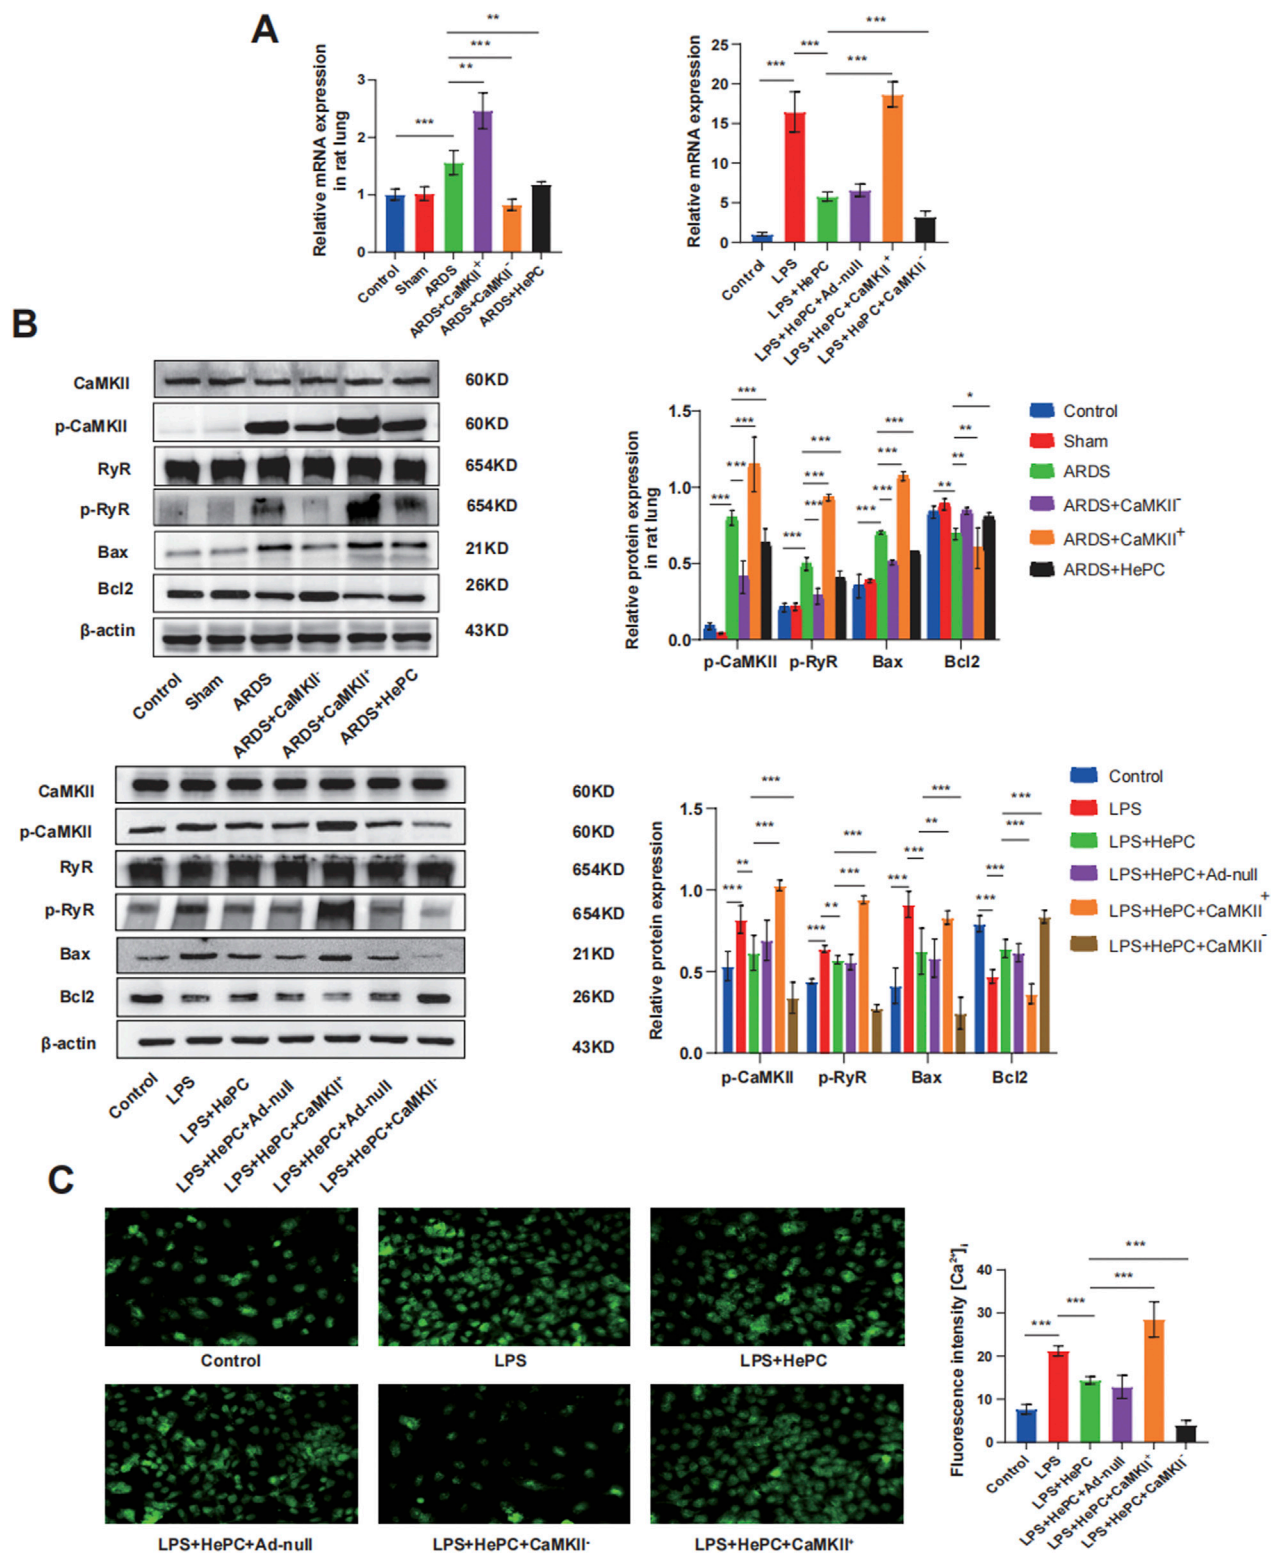 A
Relative mRNA expression
in rat lung
3
2
1
0
***
**
***
**
Control
Sham
ARDS
ARDS+CaMKII+
ARDS+CaMKII-
ARDS+HePC
Relative mRNA expression
25
20
15
10
5
0
***
***
***
***
Control
LPS
LPS+HePC
LPS+HePC+Ad-null
LPS+HePC+CaMKII+
LPS+HePC+CaMKII-
B
CaMKII 60KD
p-CaMKII 60KD
RyR 654KD
p-RyR 654KD
Bax 21KD
Bcl2 26KD
β-actin 43KD
Control
Sham
ARDS
ARDS+CaMKII-
ARDS+CaMKII+
ARDS+HePC
Relative protein expression
in rat lung
1.5
1.0
0.5
0.0
***
***
***
***
***
***
***
***
***
***
***
***
**
**
**
*
p-CaMKII p-RyR Bax Bcl2
Control
Sham
ARDS
ARDS+CaMKII-
ARDS+CaMKII+
ARDS+HePC
CaMKII 60KD
p-CaMKII 60KD
RyR 654KD
p-RyR 654KD
Bax 21KD
Bcl2 26KD
β-actin 43KD
Control
LPS
LPS+HePC
LPS+HePC+Ad-null
LPS+HePC+CaMKII+
LPS+HePC+Ad-null
LPS+HePC+CaMKII-
Relative protein expression
1.5
1.0
0.5
0.0
***
**
***
***
***
**
***
***
***
***
**
***
***
***
***
***
p-CaMKII p-RyR Bax Bcl2
Control
LPS
LPS+HePC
LPS+HePC+Ad-null
LPS+HePC+CaMKII+
LPS+HePC+CaMKII-
C
Control LPS LPS+HePC
LPS+HePC+Ad-null LPS+HePC+CaMKII- LPS+HePC+CaMKII+
Fluorescence intensity [Ca2+]i
40
30
20
10
0
***
***
***
***
Control
LPS
LPS+HePC
LPS+HePC+Ad-null
LPS+HePC+CaMKII+
LPS+HePC+CaMKII-